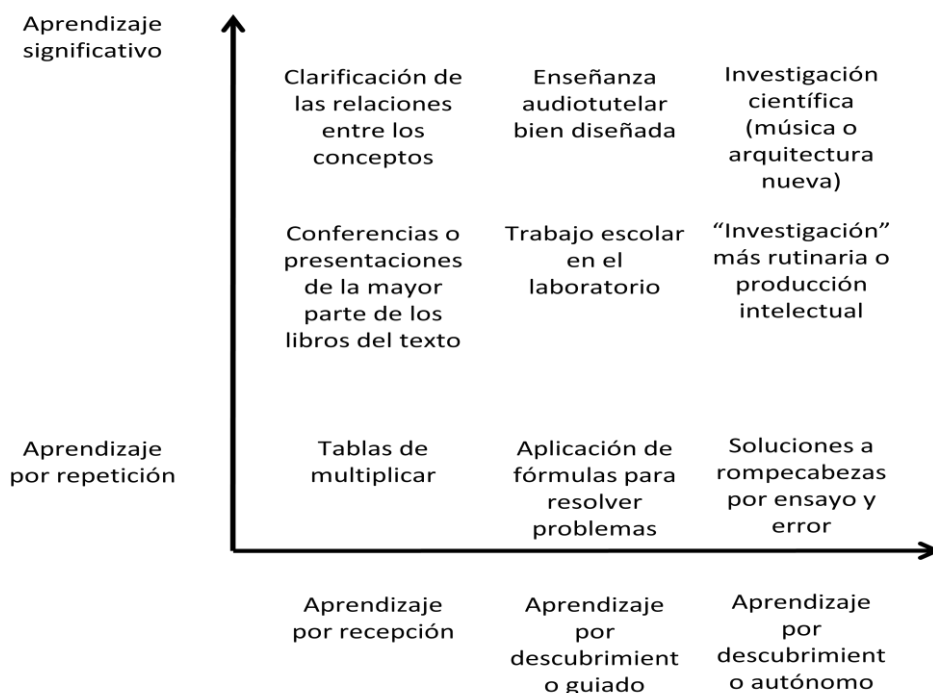 Aprendizaje
significativo
Clarificación de
las relaciones
entre los
conceptos
Enseñanza
audiotutelar
bien diseñada
Investigación
científica
(música o
arquitectura
nueva)
Conferencias o
presentaciones
de la mayor
parte de los
libros del texto
Trabajo escolar
en el
laboratorio
“Investigación”
más rutinaria o
producción
intelectual
Aprendizaje
por repetición
Tablas de
multiplicar
Aplicación de
fórmulas para
resolver
problemas
Soluciones a
rompecabezas
por ensayo y
error
Aprendizaje
por recepción
Aprendizaje
por
descubrimient
o guiado
Aprendizaje
por
descubrimient
o autónomo